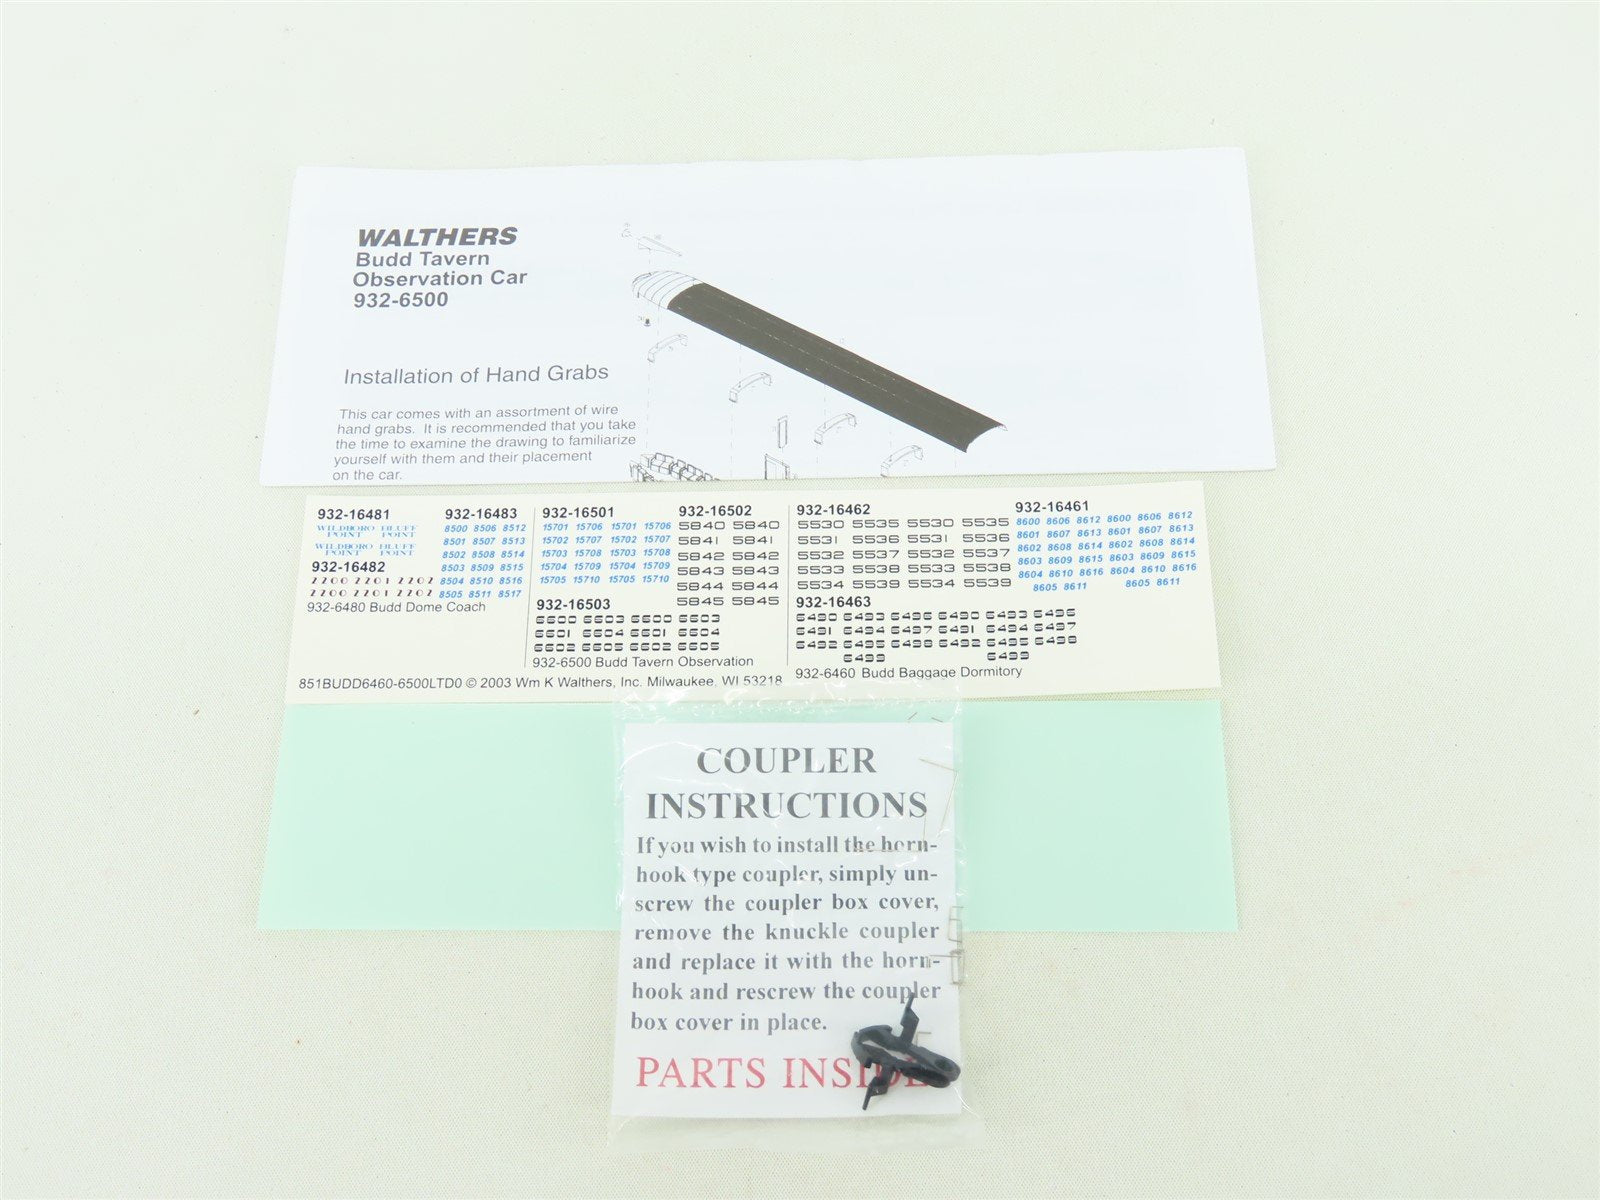 WALTHERS
Budd Tavern
Observation Car
932-6500
Installation of Hand Grabs
This car comes with an assortment of wire
hand grabs. It is recommended that you take
the time to examine the drawing to familiarize
yourself with them and their placement
on the car.
932-16481
WILDBORO BLUFF
POINT POINT
WILDBORO BLUFF
POINT POINT
932-16482
2200 2201 2202
2200 2201 2202
932-6480 Budd Dome Coach
932-16483
8500 8506 8512
8501 8507 8513
8502 8508 8514
8503 8509 8515
8504 8510 8516
8505 8511 8517
932-16501
15701 15706 15701 15706
15702 15707 15702 15707
15703 15708 15703 15708
15704 15709 15704 15709
15705 15710 15705 15710
932-16502
5840 5840
5841 5841
5842 5842
5843 5843
5844 5844
5845 5845
932-16503
6600 6603 6600 6603
6601 6604 6601 6604
6602 6605 6602 6605
932-6500 Budd Tavern Observation
932-16462
5530 5535 5530 5535
5531 5536 5531 5536
5532 5537 5532 5537
5533 5538 5533 5538
5534 5539 5534 5539
932-16461
8600 8606 8612 8600 8606 8612
8601 8607 8613 8601 8607 8613
8602 8608 8614 8602 8608 8614
8603 8609 8615 8603 8609 8615
8604 8610 8616 8604 8610 8616
8605 8611 8605 8611
932-16463
6490 6493 6496 6490 6493 6496
6491 6494 6497 6491 6494 6497
6492 6495 6498 6492 6495 6498
6499 6499
932-6460 Budd Baggage Dormitory
851BUDD6460-6500LTD0 © 2003 Wm K Walthers, Inc. Milwaukee, WI 53218
COUPLER
INSTRUCTIONS
If you wish to install the horn-
hook type coupler, simply un-
screw the coupler box cover,
remove the knuckle coupler
and replace it with the horn-
hook and rescrew the coupler
box cover in place.
PARTS INSIDE